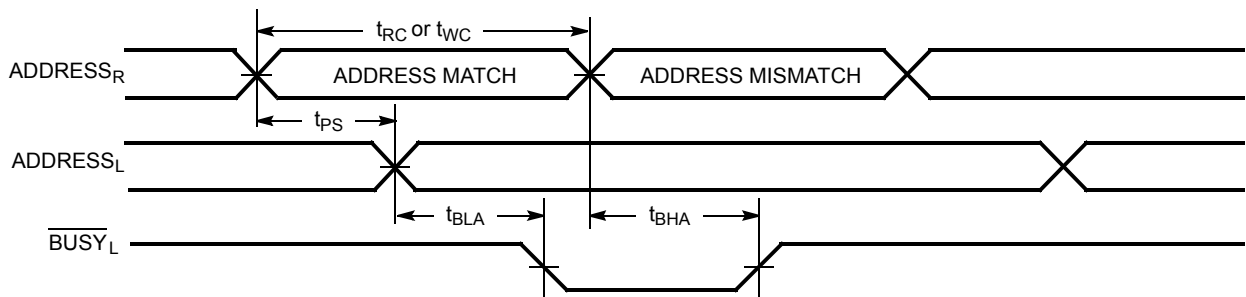 tRC or tWC
ADDRESSR
ADDRESS MATCH
ADDRESS MISMATCH
tPS
ADDRESSL
tBLA
tBHA
BUSYL